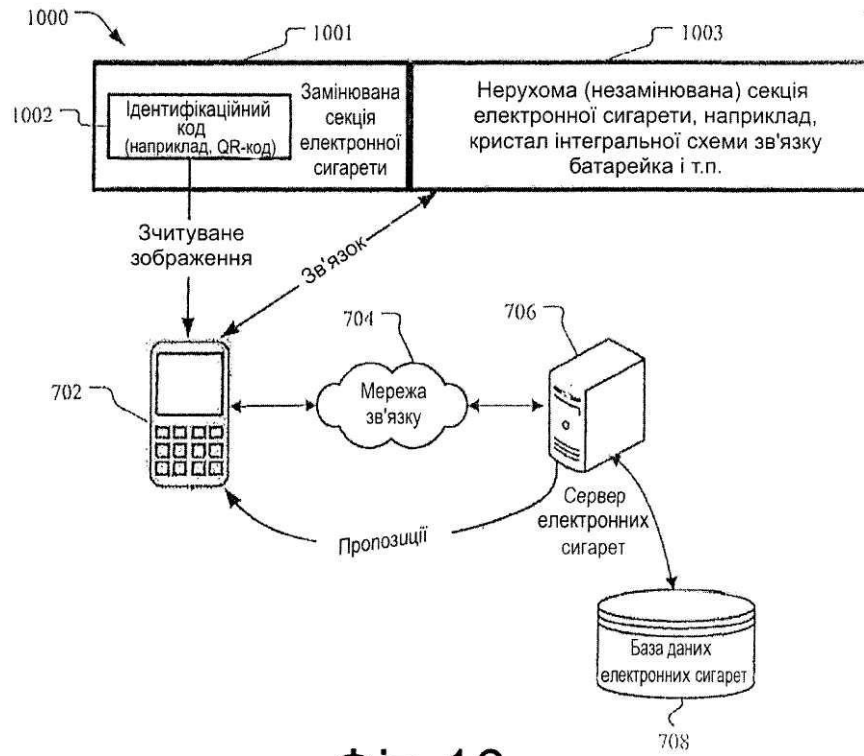 1000
1001
1003
1002
Ідентифікаційний
код
(наприклад, QR-код)
Замінювана
секція
електронної
сигарети
Нерухома (незамінювана) секція
електронної сигарети, наприклад,
кристал інтегральної схеми зв'язку
батарейка і т.п.
Зчитуване
зображення
Зв'язок
702
704
Мережа
зв'язку
706
Сервер
електронних
сигарет
Пропозиції
База даних
електронних сигарет
708